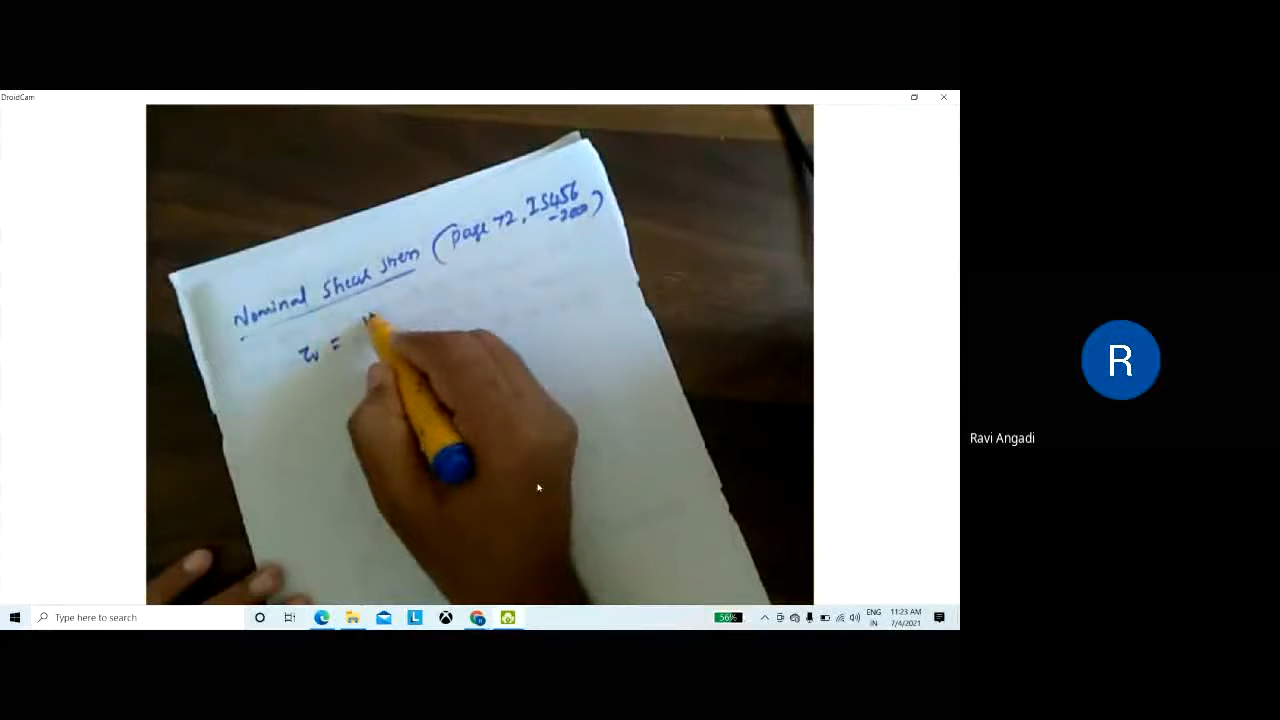 DroidCam
Nominal Shear Stress (Page 72, IS456
-2000)
τv =
R
Ravi Angadi
Type here to search
56%
ENG
IN
11:23 AM
7/4/2021